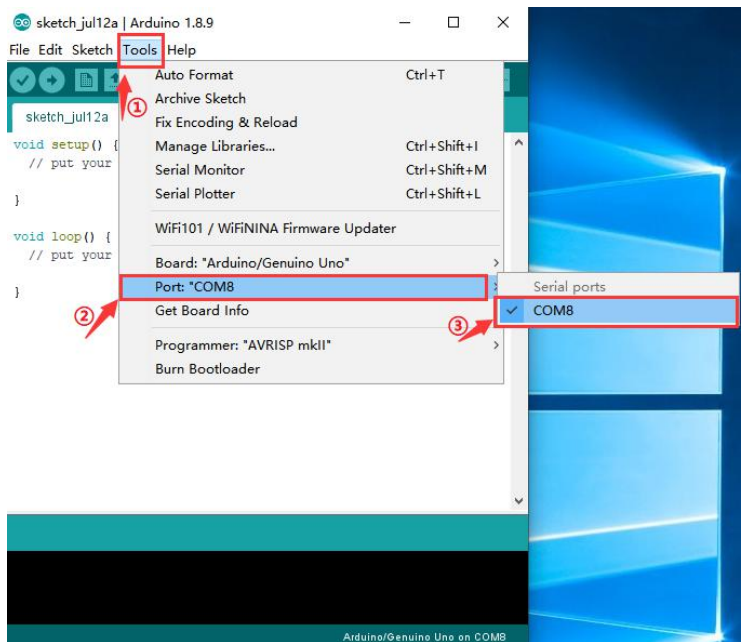 sketch_jul12a | Arduino 1.8.9
File Edit Sketch Tools Help
①
sketch_jul12a
void setup() {
// put your
}
void loop() {
// put your
}
Auto Format Ctrl+T
Archive Sketch
Fix Encoding & Reload
Manage Libraries... Ctrl+Shift+I
Serial Monitor Ctrl+Shift+M
Serial Plotter Ctrl+Shift+L
WiFi101 / WiFiNINA Firmware Updater
Board: "Arduino/Genuino Uno"
Port: "COM8
②
Get Board Info
Programmer: "AVRISP mkII"
Burn Bootloader
Serial ports
COM8
③
Arduino/Genuino Uno on COM8